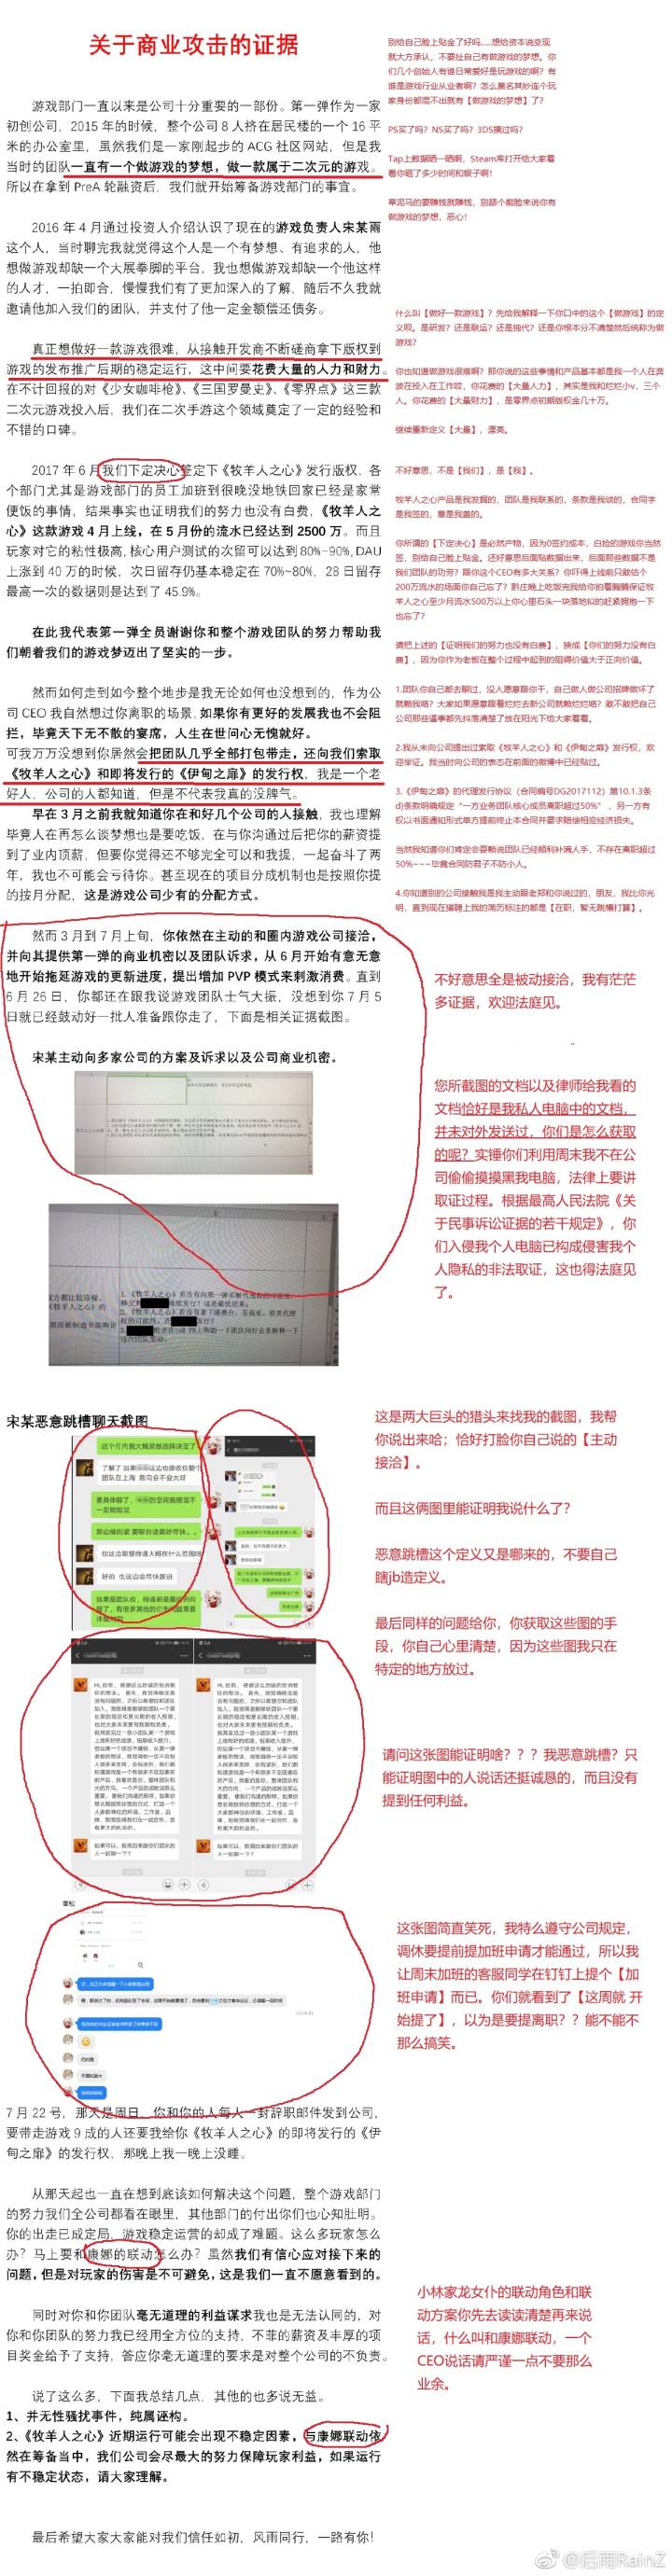 关于商业攻击的证据
游戏部门一直以来是公司十分重要的一部份。第一弹作为一家
初创公司，2015 年的时候，整个公司 8 人挤在居民楼的一个 16 平
米的办公室里，虽然我们是一家刚起步的 ACG 社区网站，但是我
当时的团队一直有一个做游戏的梦想，做一款属于二次元的游戏。
所以在拿到 PreA 轮融资后，我们就开始筹备游戏部门的事宜。
别给自己脸上贴金了好吗.....想给资本说变现
就大方承认，不要扯自己有做游戏的梦想。你
们几个创始人有谁日常爱好是玩游戏的啊？有
谁是游戏行业从业者啊？怎么莫名其妙连个玩
家身份都混不出就有【做游戏的梦想】了？
PS买了吗？NS买了吗？3DS摸过吗？
Tap上数据晒一晒啊，Steam库打开给大家看
看你砸了多少时间和银子啊！
草泥马的要赚钱就赚钱，别舔个脸来说你有
做游戏的梦想，恶心！
2016 年 4 月通过投资人介绍认识了现在的游戏负责人宋某雨
这个人，当时聊完我就觉得这个人是一个有梦想、有追求的人，他
想做游戏却缺一个大展拳脚的平台，我也想做游戏却缺一个他这样
的人才，一拍即合，慢慢我们有了更加深入的了解，随后不久我就
邀请他加入我们的团队，并支付了他一定金额偿还债务。
真正想做好一款游戏很难，从接触开发商不断磋商拿下版权到
游戏的发布推广后期的稳定运行，这中间要花费大量的人力和财力。
在不计回报的对《少女咖啡枪》、《三国罗曼史》、《零界点》这三款
二次元游戏投入后，我们在二次手游这个领域奠定了一定的经验和
不错的口碑。
什么叫【做好一款游戏】？先给我解释一下你口中的这个【做游戏】的定
义呗。是研发？还是联运？还是独代？还是你根本分不清楚然后统称为做
游戏？
你也知道做游戏很难啊？那你说的这些事情和产品基本都是我一个人在奔
波在投入在工作哎，你花费的【大量人力】，其实是我和烂烂小v，三个
人。你花费的【大量财力】，是零界点初期版权金几十万。
继续重新定义【大量】，漂亮。
2017 年 6 月我们下定决心签定下《牧羊人之心》发行版权，各
个部门尤其是游戏部门的员工加班到很晚没地铁回家已经是家常
便饭的事情，结果事实也证明我们的努力也没有白费，《牧羊人之
心》这款游戏 4 月上线，在 5 月份的流水已经达到 2500 万。而且
玩家对它的粘性极高，核心用户测试的次留可以达到 80%-90%，DAU
上涨到 40 万的时候，次日留存仍基本稳定在 70%~80%，28 日留存
最高一次的数据则是达到了 45.9%。
在此我代表第一弹全员谢谢你和整个游戏团队的努力帮助我
们朝着我们的游戏梦迈出了坚实的一步。
不好意思，不是【我们】，是【我】。
牧羊人之心产品是我发掘的，团队是我联系的，条款是我谈的，合同字
是我签的，章是我盖的。
你所谓的【下定决心】是必然产物，因为0签约成本，白捡的游戏你当然
签，别给自己脸上贴金。还好意思后面贴数据出来，后面那些数据不是
我们团队的功劳？跟你这个CEO有多大关系？你吓得上线前只敢估个
200万流水的场面你自己忘了？黔庄晚上吃饭完我给你拍着胸脯保证牧
羊人之心至少月流水500万以上你心里石头一块落地似的赶紧拥抱一下
也忘了？
请把上述的【证明我们的努力也没有白费】，换成【你们的努力没有白
费】，因为你作为老板在整个过程中起到的阻碍价值大于正向价值。
然而如何走到如今整个地步是我无论如何也没想到的，作为公
司 CEO 我自然想过你离职的场景，如果你有更好的发展我也不会阻
拦，毕竟天下无不散的宴席，人生在世问心无愧就好。
可我万万没想到你居然会把团队几乎全部打包带走，还向我们索取
《牧羊人之心》和即将发行的《伊甸之扉》的发行权，我是一个老
好人，公司的人都知道，但是不代表我真的没脾气。
早在 3 月之前我就知道你在和好几个公司的人接触，我也理解
毕竟人在再怎么谈梦想也是要吃饭，在与你沟通过后把你的薪资提
到了业内顶薪，但要你觉得还不够完全可以和我提，一起奋斗了两
年，我也不可能会亏待你。甚至现在的项目分成机制也是按照你提
的按月分配，这是游戏公司少有的分配方式。
1.团队你自己都去聊过，没人愿意跟你干，自己做人做公司招牌做坏了
就赖我咯？大家如果愿意跟着烂烂去新公司就赖烂烂咯？敢不敢把自己
公司那些逼事都先抖落清楚了放在阳光下给大家看看。
2.我从未向公司提出过索取《牧羊人之心》和《伊甸之扉》发行权，欢
迎举证。我当时向公司的表态在前面的微博中已经贴过。
3.《伊甸之扉》的代理发行协议（合同编号DG2017112）第10.1.3条
d)条款明确规定 “一方业务团队核心成员离职超过50%” ，另一方有
权以书面通知形式单方提前终止本合同并要求赔偿相应经济损失。
当然我知道你们肯定会要赖说团队已经顺利补满人手，不存在离职超过
50%~~~毕竟合同防君子不防小人。
4.你知道别的公司接触我是我主动跟老郑和你说过的，朋友，我比你光
明，直到现在猎聘上我的简历标注的都是【在职，暂无跳槽打算】。
然而 3 月到 7 月上旬，你依然在主动的和圈内游戏公司接洽，
并向其提供第一弹的商业机密以及团队诉求，从 6 月开始有意无意
地开始拖延游戏的更新进度，提出增加 PVP 模式来刺激消费。直到
6 月 26 日，你都还在跟我说游戏团队士气大振，没想到你 7 月 5
日就已经鼓动好一批人准备跟你走了，下面是相关证据截图。
宋某主动向多家公司的方案及诉求以及公司商业机密。
不好意思全是被动接洽，我有茫茫
多证据，欢迎法庭见。
您所截图的文档以及律师给我看的
文档恰好是我私人电脑中的文档，
并未对外发送过，你们是怎么获取
的呢？实锤你们利用周末我不在公
司偷偷摸摸黑我电脑，法律上要讲
取证过程。根据最高人民法院《关
于民事诉讼证据的若干规定》，你
们入侵我个人电脑已构成侵害我个
人隐私的非法取证，这也得法庭见
了。
宋某恶意跳槽聊天截图
这个月内我大概就做选择决定了
那边催的紧 要聊的话最好尽快。。
好的 也这边会尽快跟进
这是两大巨头的猎头来找我的截图，我帮
你说出来哈；恰好打脸你自己说的【主动
接洽】。
而且这俩图里能证明我说什么了？
恶意跳槽这个定义又是哪来的，不要自己
瞎jb造定义。
最后同样的问题给你，你获取这些图的手
段，你自己心里清楚，因为这些图我只在
特定的地方放过。
请问这张图能证明啥？？？我恶意跳槽？只
能证明图中的人说话还挺诚恳的，而且没有
提到任何利益。
这张图简直笑死，我特么遵守公司规定，
调休要提前提加班申请才能通过，所以我
让周末加班的客服同学在钉钉上提个【加
班申请】而已。你们就看到了【这周就 开
始提了】，以为是要提离职？？能不能不
那么搞笑。
7 月 22 号，那天是周日，你和你的人每人一封辞职邮件发到公司，
要带走游戏 9 成的人还要我给你《牧羊人之心》的即将发行的《伊
甸之扉》的发行权，那晚上我一晚上没睡。
从那天起也一直在想到底该如何解决这个问题，整个游戏部门
的努力我们全公司都看在眼里，其他部门的付出你们也心知肚明。
你的出走已成定局，游戏稳定运营的却成了难题。这么多玩家怎么
办？马上要和康娜的联动怎么办？虽然我们有信心应对接下来的
问题，但是对玩家的伤害是不可避免，这是我们一直不愿意看到的。
同时对你和你团队毫无道理的利益谋求我也是无法认同的，对
你和你团队的努力我已经用全方位的支持，不菲的薪资及丰厚的项
目奖金给予了支持，答应你毫无道理的要求是对整个公司的不负责。
小林家龙女仆的联动角色和联
动方案你先去读读清楚再来说
话，什么叫和康娜联动，一个
CEO说话请严谨一点不要那么
业余。
说了这么多，下面我总结几点，其他的也多说无益。
1、并无性骚扰事件，纯属诬构。
2、《牧羊人之心》近期运行可能会出现不稳定因素，与康娜联动依
然在筹备当中，我们公司会尽最大的努力保障玩家利益，如果运行
有不稳定状态，请大家理解。
最后希望大家大家能对我们信任如初，风雨同行，一路有你！
@后雨RainZ